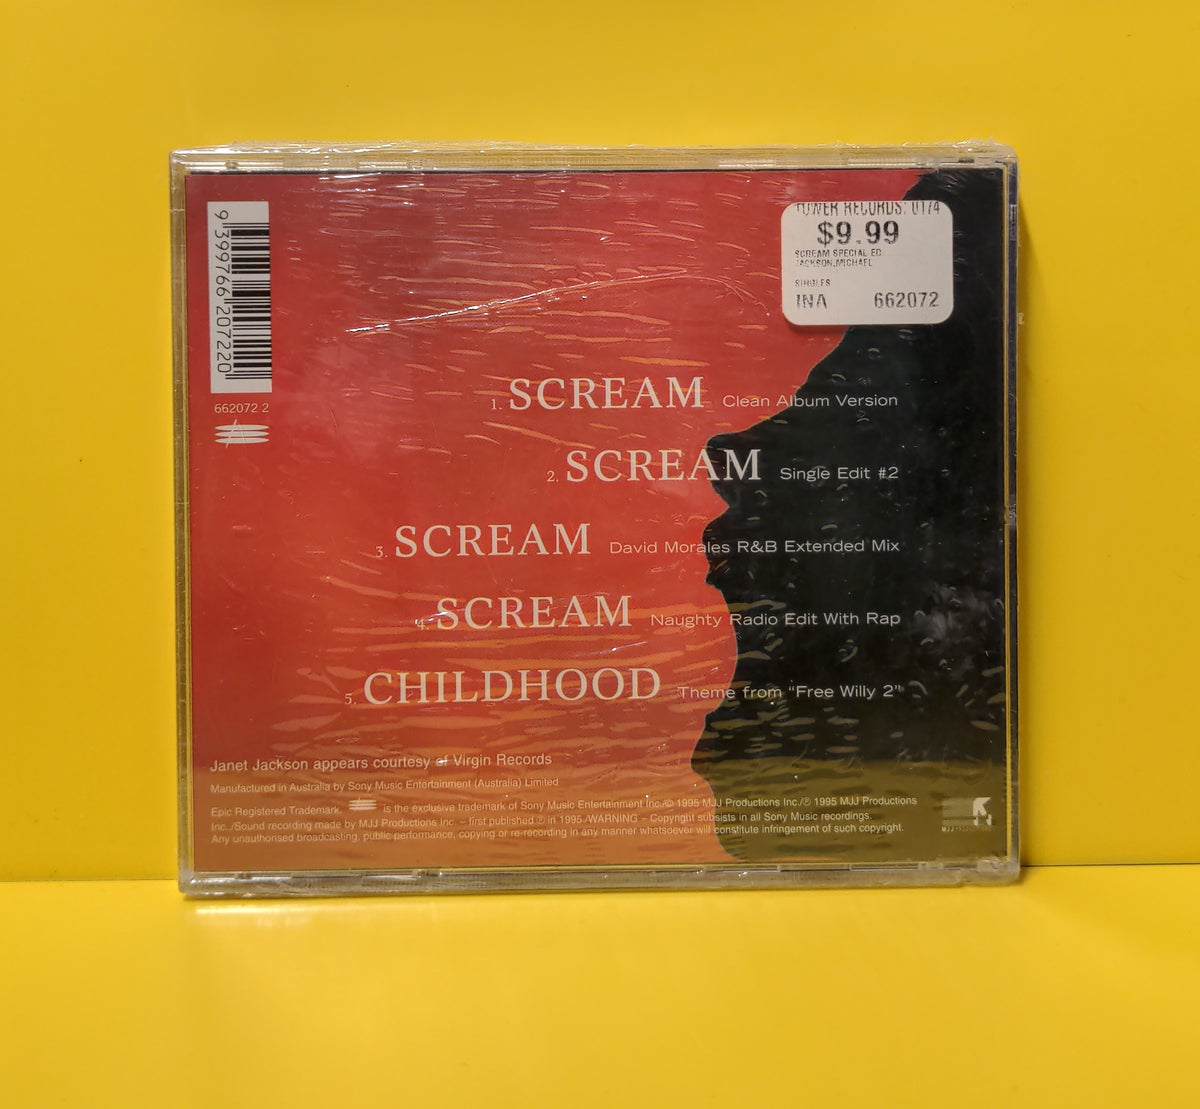 9 399766 207220
662072 2
TOWER RECORDS: 0174
$9.99
SCREAM SPECIAL ED
JACKSON,MICHAEL
SINGLES
INA 662072
1. SCREAM Clean Album Version
2. SCREAM Single Edit #2
3. SCREAM David Morales R&B Extended Mix
4. SCREAM Naughty Radio Edit With Rap
5. CHILDHOOD Theme from “Free Willy 2”
Janet Jackson appears courtesy of Virgin Records
Manufactured in Australia by Sony Music Entertainment (Australia) Limited
Epic Registered Trademark. is the exclusive trademark of Sony Music Entertainment Inc./© 1995 MJJ Productions Inc./℗ 1995 MJJ Productions
Inc./Sound recording made by MJJ Productions Inc. – first published ℗ in 1995 /WARNING – Copyright subsists in all Sony Music recordings.
Any unauthorised broadcasting, public performance, copying or re-recording in any manner whatsoever will constitute infringement of such copyright.
MJJ